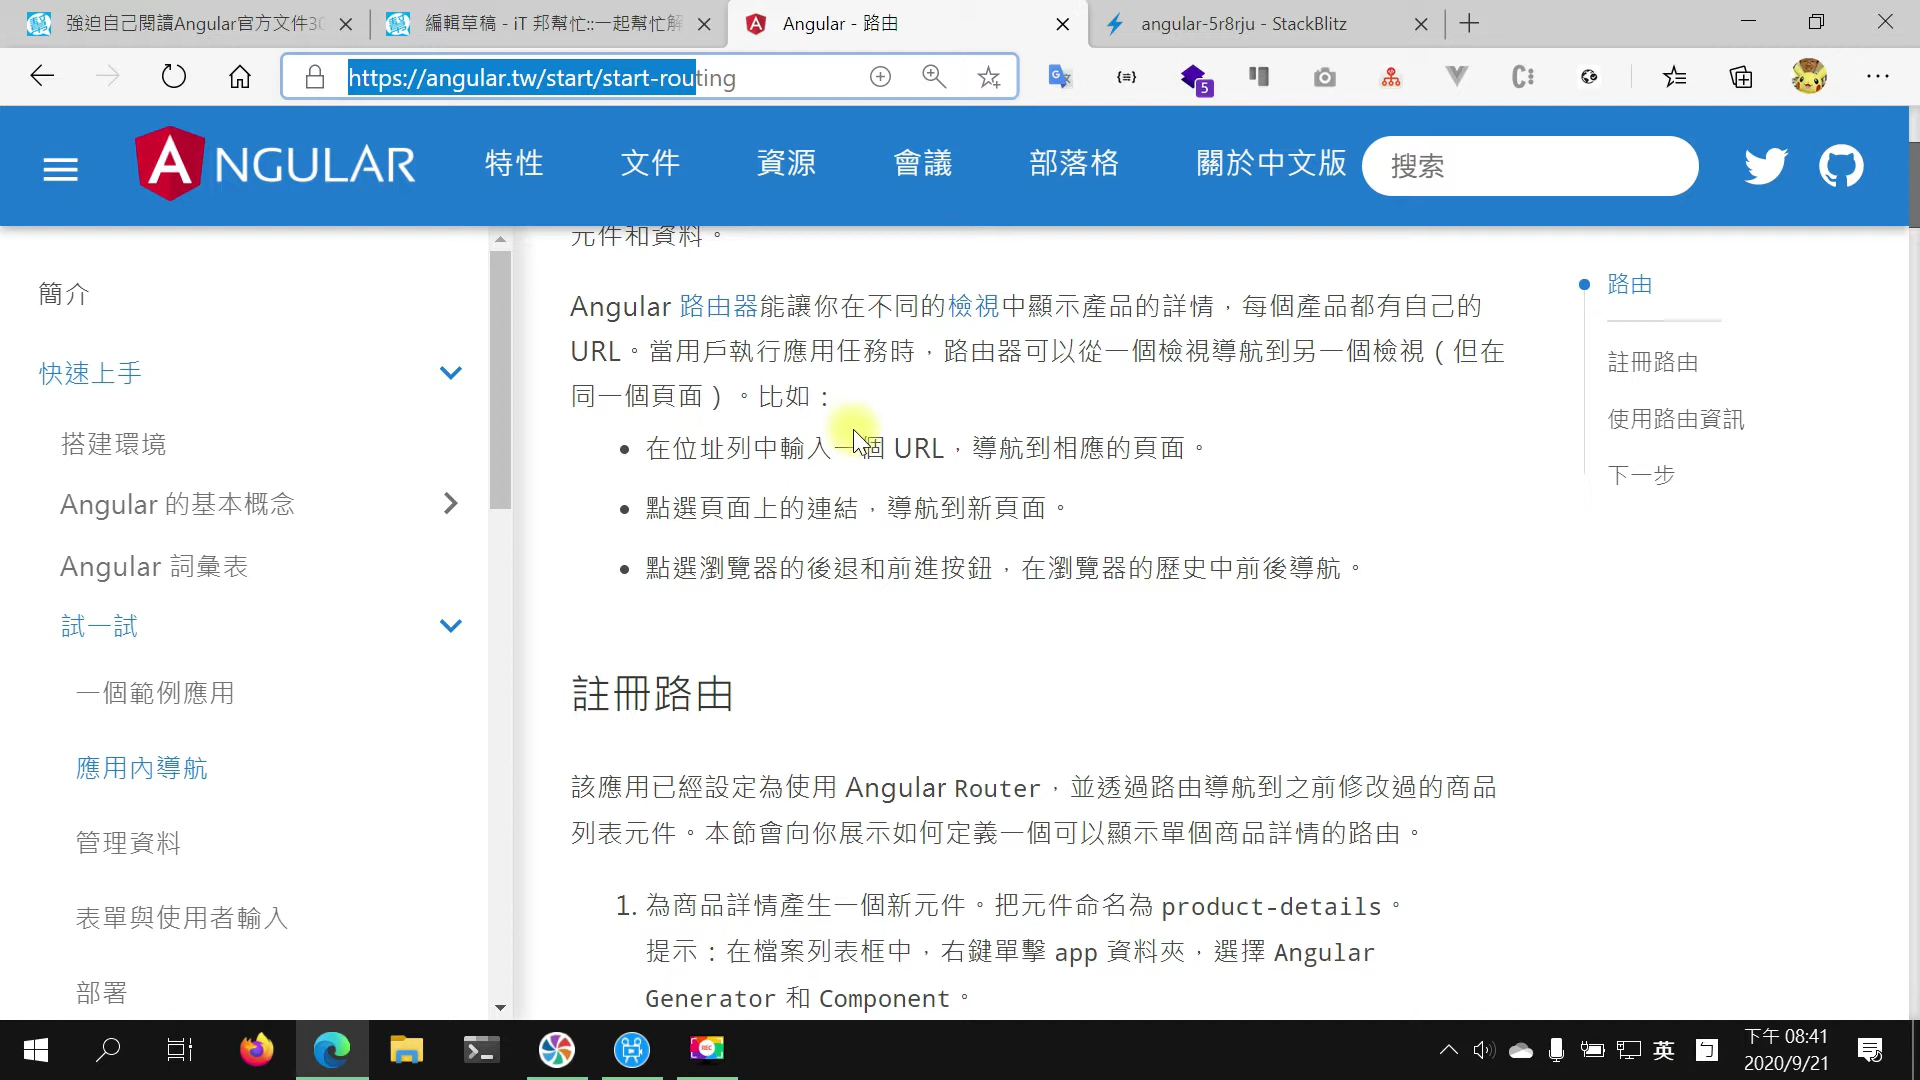 強迫自己閱讀Angular官方文件30
編輯草稿 - iT 邦幫忙::一起幫忙解
Angular - 路由
angular-5r8rju - StackBlitz
https://angular.tw/start/start-routing
5
ANGULAR
特性
文件
資源
會議
部落格
關於中文版
搜索
簡介
快速上手
搭建環境
Angular 的基本概念
Angular 詞彙表
試一試
一個範例應用
應用內導航
管理資料
表單與使用者輸入
部署
元件和資料。
Angular 路由器能讓你在不同的檢視中顯示產品的詳情，每個產品都有自己的
URL。當用戶執行應用任務時，路由器可以從一個檢視導航到另一個檢視（但在
同一個頁面）。比如：
在位址列中輸入一個 URL，導航到相應的頁面。
點選頁面上的連結，導航到新頁面。
點選瀏覽器的後退和前進按鈕，在瀏覽器的歷史中前後導航。
註冊路由
該應用已經設定為使用 Angular Router，並透過路由導航到之前修改過的商品
列表元件。本節會向你展示如何定義一個可以顯示單個商品詳情的路由。
1. 為商品詳情產生一個新元件。把元件命名為 product-details。
提示：在檔案列表框中，右鍵單擊 app 資料夾，選擇 Angular
Generator 和 Component。
路由
註冊路由
使用路由資訊
下一步
REC
英
ㄅ
下午 08:41
2020/9/21